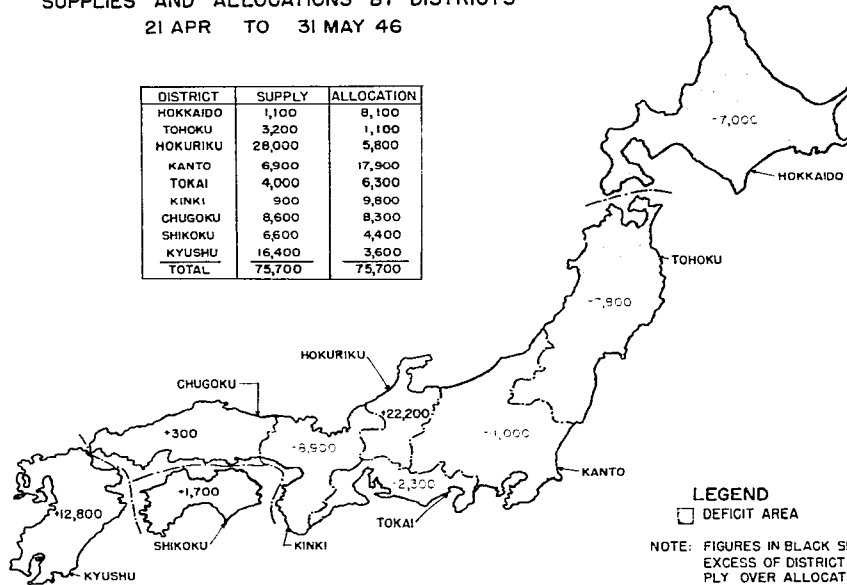 SUPPLIES AND ALLOCATIONS BY DISTRICTS
21 APR TO 31 MAY 46
DISTRICT SUPPLY ALLOCATION
HOKKAIDO 1,100 8,100
TOHOKU 3,200 1,100
HOKURIKU 28,000 5,800
KANTO 6,900 17,900
TOKAI 4,000 6,300
KINKI 900 9,800
CHUGOKU 8,600 8,300
SHIKOKU 6,600 4,400
KYUSHU 16,400 3,600
TOTAL 75,700 75,700
-7,000
HOKKAIDO
TOHOKU
HOKURIKU
CHUGOKU
+22,200
+300
-8,900
-2,300
KANTO
+1,700
+12,800
TOKAI
SHIKOKU
KINKI
KYUSHU
LEGEND
DEFICIT AREA
NOTE: FIGURES IN BLACK
EXCESS OF DISTRICT
PLY OVER